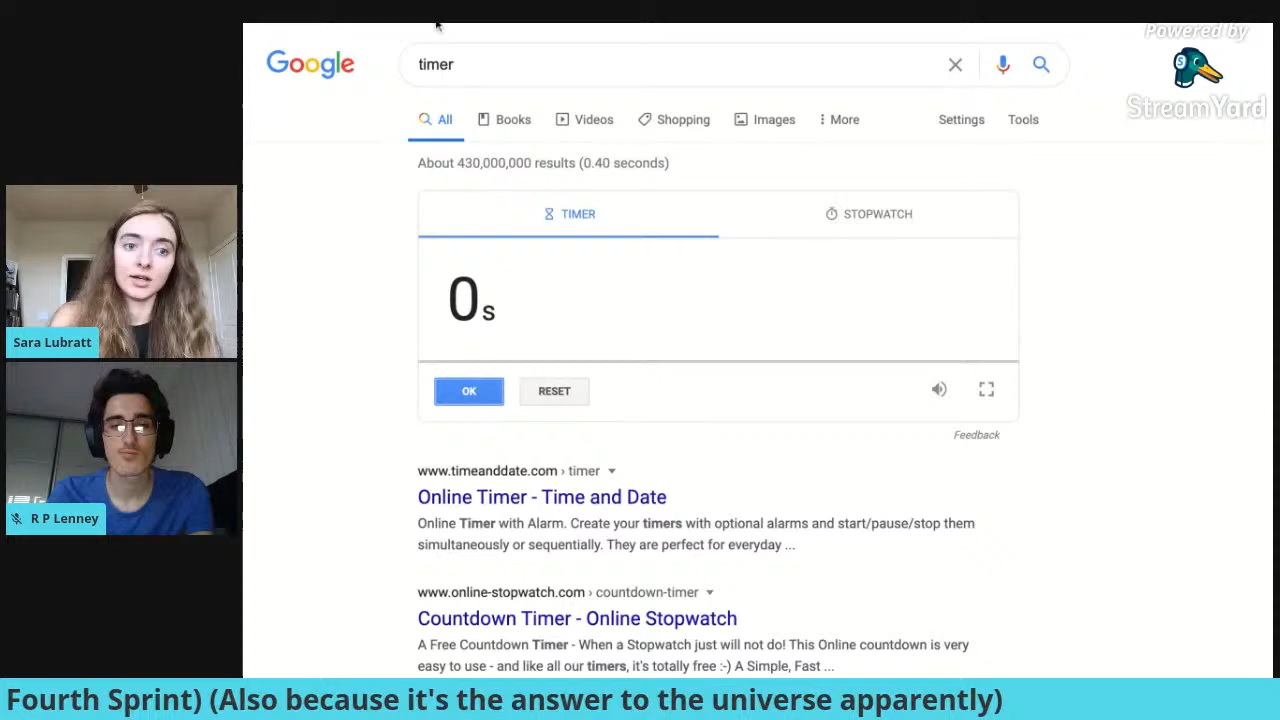 Powered by
StreamYard
Google
timer
All
Books
Videos
Shopping
Images
More
Settings
Tools
About 430,000,000 results (0.40 seconds)
TIMER
STOPWATCH
0s
OK
RESET
Feedback
www.timeanddate.com › timer
Online Timer - Time and Date
Online Timer with Alarm. Create your timers with optional alarms and start/pause/stop them
simultaneously or sequentially. They are perfect for everyday ...
www.online-stopwatch.com › countdown-timer
Countdown Timer - Online Stopwatch
A Free Countdown Timer - When a Stopwatch just will not do! This Online countdown is very
easy to use - and like all our timers, it's totally free :-) A Simple, Fast ...
Sara Lubratt
R P Lenney
Fourth Sprint) (Also because it's the answer to the universe apparently)